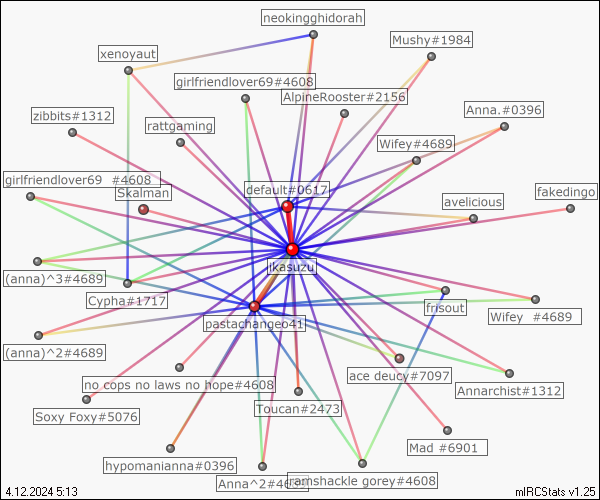 neokingghidorah
Mushy#1984
xenoyaut
girlfriendlover69#4608
AlpineRooster#2156
zibbits#1312
rattgaming
Anna.#0396
Wifey#4689
girlfriendlover69 #4608
Skalman
default#0617
avelicious
fakedingo
iKasuzu
(anna)^3#4689
Cypha#1717
frisout
Wifey #4689
pastachangeo41
(anna)^2#4689
no cops no laws no hope#4608
ace deucy#7097
Annarchist#1312
Soxy Foxy#5076
Toucan#2473
Mad #6901
hypomanianna#0396
ramshackle gorey#4608
4.12.2024 5:13
mIRCStats v1.25